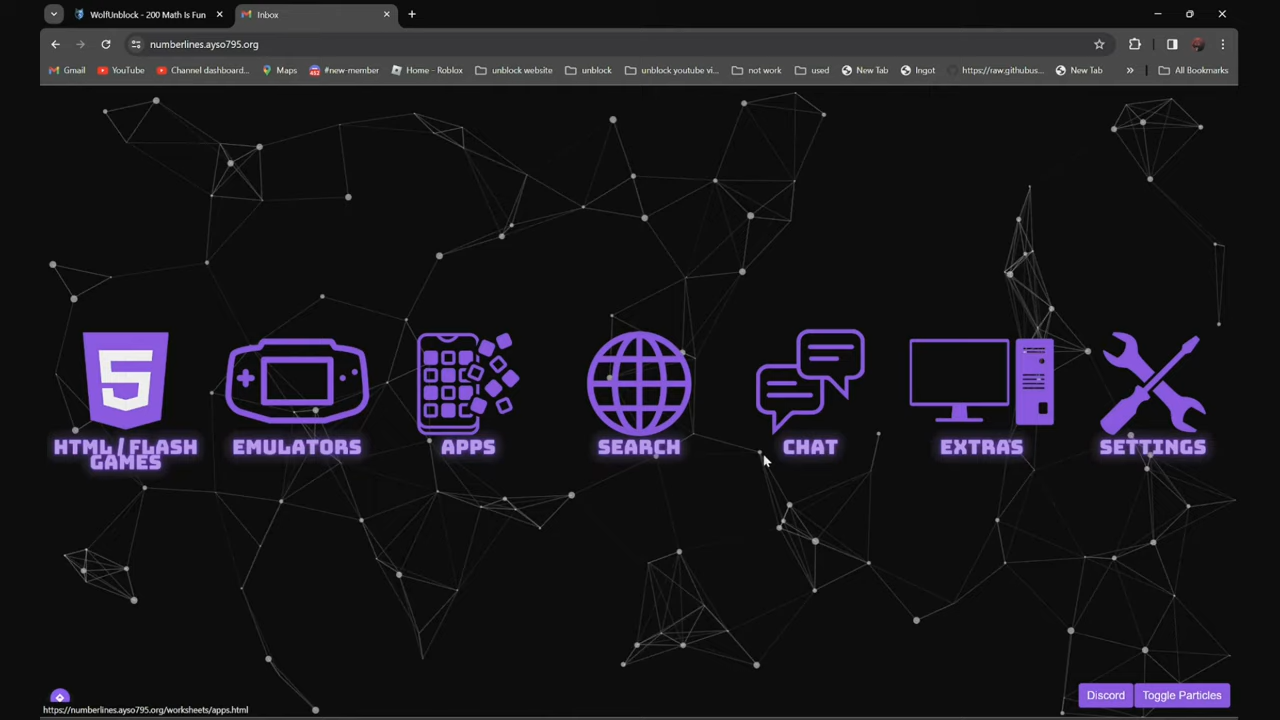 WolfUnblock - 200 Math Is Fun
Inbox
numberlines.ayso795.org
Gmail
YouTube
Channel dashboard...
Maps
#new-member
Home - Roblox
unblock website
unblock
unblock youtube vi...
not work
used
New Tab
Ingot
https://raw.githubus...
New Tab
»
All Bookmarks
5
HTML / FLASH
GAMES
EMULATORS
APPS
SEARCH
CHAT
EXTRAS
SETTINGS
Discord
Toggle Particles
https://numberlines.ayso795.org/worksheets/apps.html